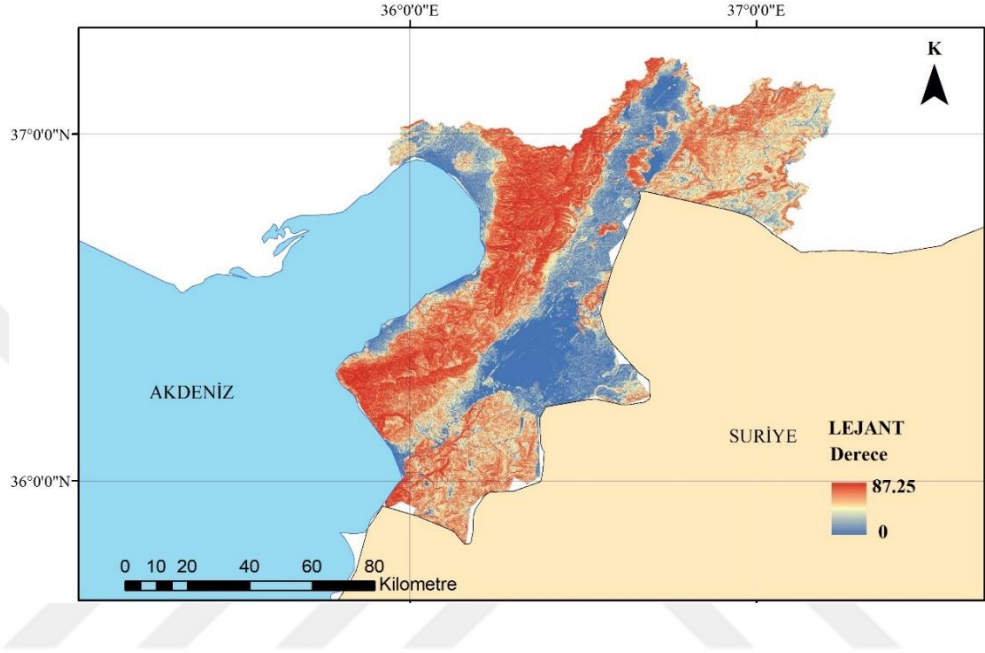 36°0'0"E 37°0'0"E
K
37°0'0"N
AKDENİZ
SURİYE
LEJANT
Derece
87.25
0
36°0'0"N
0 10 20 40 60 80
Kilometre